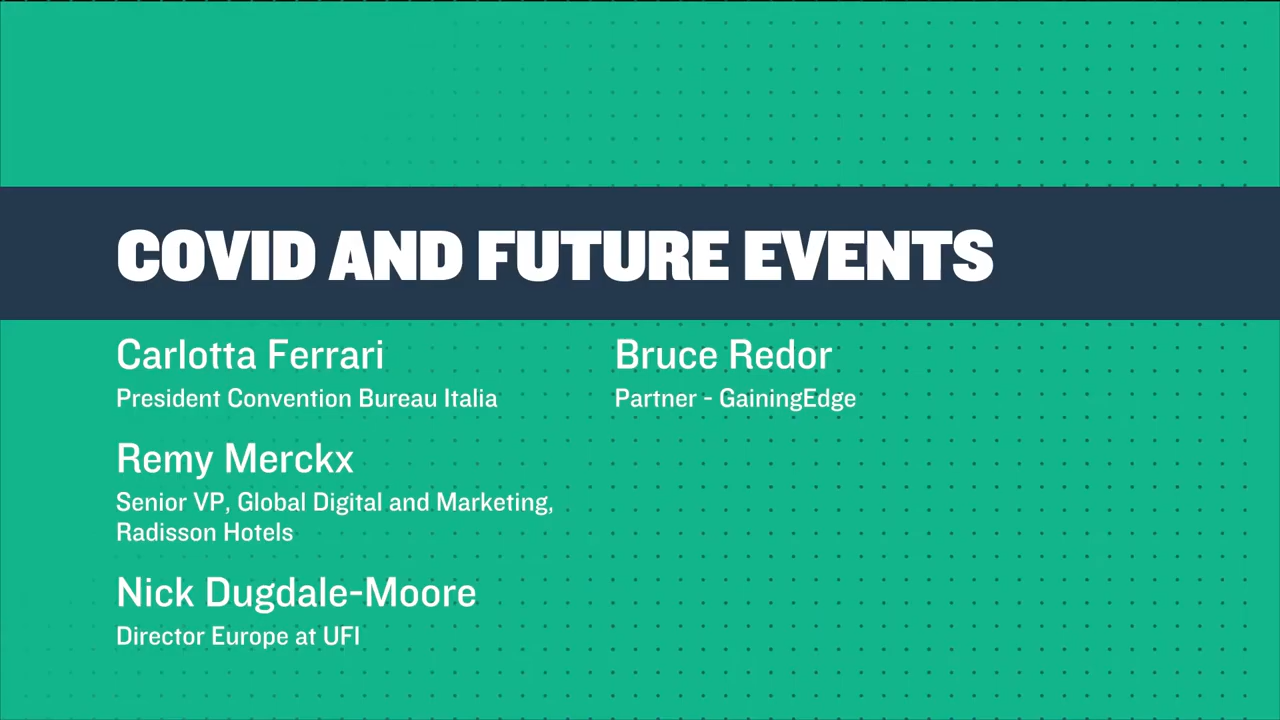 COVID AND FUTURE EVENTS
Carlotta Ferrari
President Convention Bureau Italia
Remy Merckx
Senior VP, Global Digital and Marketing,
Radisson Hotels
Nick Dugdale-Moore
Director Europe at UFI
Bruce Redor
Partner - GainingEdge